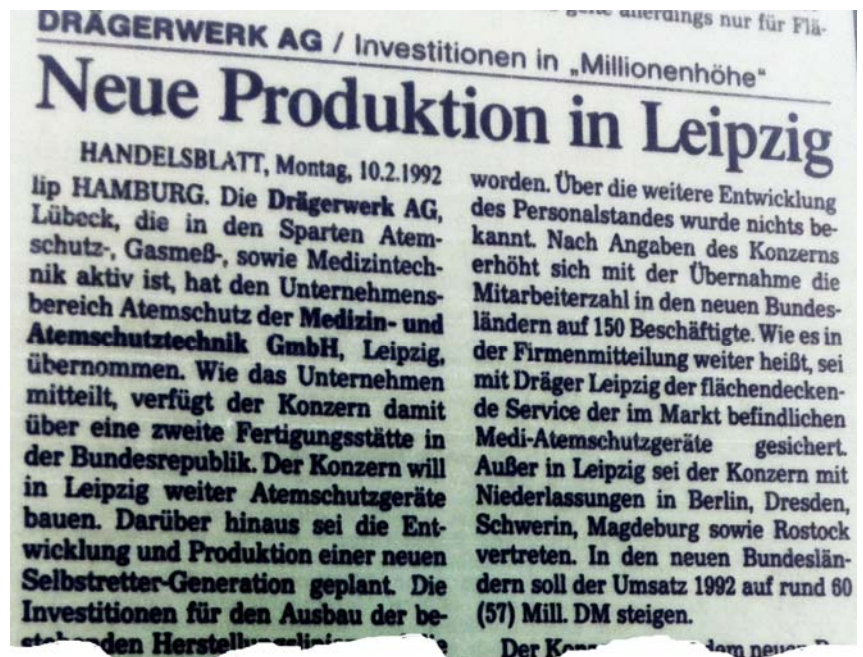 allerdings nur für Flä-
DRÄGERWERK AG / Investitionen in „Millionenhöhe“
Neue Produktion in Leipzig
HANDELSBLATT, Montag, 10.2.1992
lip HAMBURG. Die Drägerwerk AG,
Lübeck, die in den Sparten Atem-
schutz-, Gasmeß-, sowie Medizintech-
nik aktiv ist, hat den Unternehmens-
bereich Atemschutz der Medizin- und
Atemschutztechnik GmbH, Leipzig,
übernommen. Wie das Unternehmen
mitteilt, verfügt der Konzern damit
über eine zweite Fertigungsstätte in
der Bundesrepublik. Der Konzern will
in Leipzig weiter Atemschutzgeräte
bauen. Darüber hinaus sei die Ent-
wicklung und Produktion einer neuen
Selbstretter-Generation geplant. Die
Investitionen für den Ausbau der be-
stehenden
worden. Über die weitere Entwicklung
des Personalstandes wurde nichts be-
kannt. Nach Angaben des Konzerns
erhöht sich mit der Übernahme die
Mitarbeiterzahl in den neuen Bundes-
ländern auf 150 Beschäftigte. Wie es in
der Firmenmitteilung weiter heißt, sei
mit Dräger Leipzig der flächendecken-
de Service der im Markt befindlichen
Medi-Atemschutzgeräte gesichert.
Außer in Leipzig sei der Konzern mit
Niederlassungen in Berlin, Dresden,
Schwerin, Magdeburg sowie Rostock
vertreten. In den neuen Bundeslän-
dern soll der Umsatz 1992 auf rund 60
(57) Mill. DM steigen.
Der